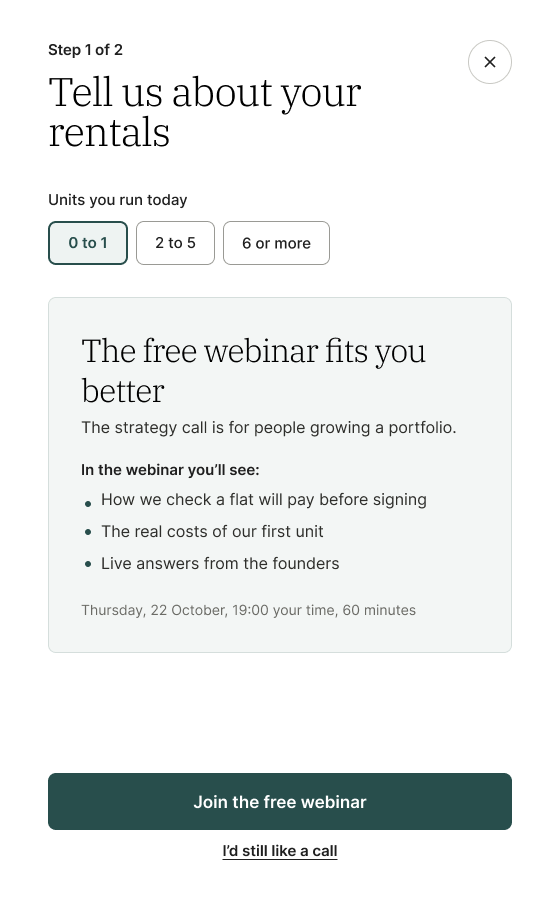 Step 1 of 2
Tell us about your
rentals
Units you run today
0 to 1
2 to 5
6 or more
The free webinar fits you
better
The strategy call is for people growing a portfolio.
In the webinar you’ll see:
How we check a flat will pay before signing
The real costs of our first unit
Live answers from the founders
Thursday, 22 October, 19:00 your time, 60 minutes
Join the free webinar
I’d still like a call